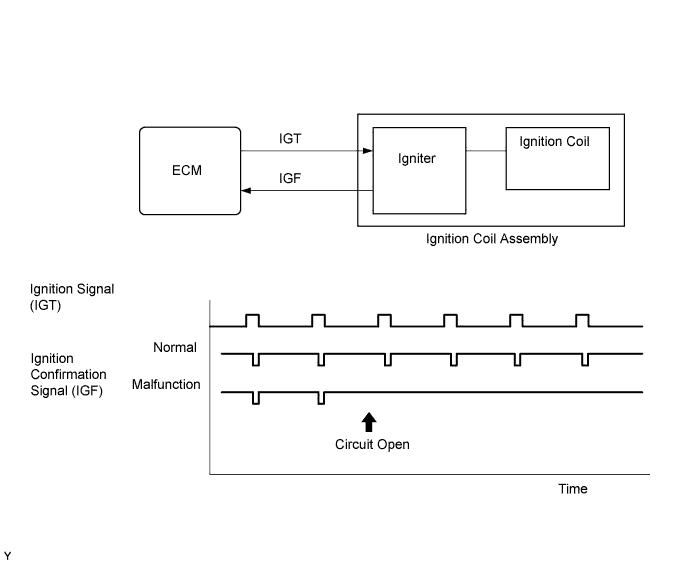 ECM
IGT
IGF
Igniter
Ignition Coil
Ignition Coil Assembly
Ignition Signal
(IGT)
Normal
Ignition
Confirmation
Signal (IGF)
Malfunction
Circuit Open
Time
Y